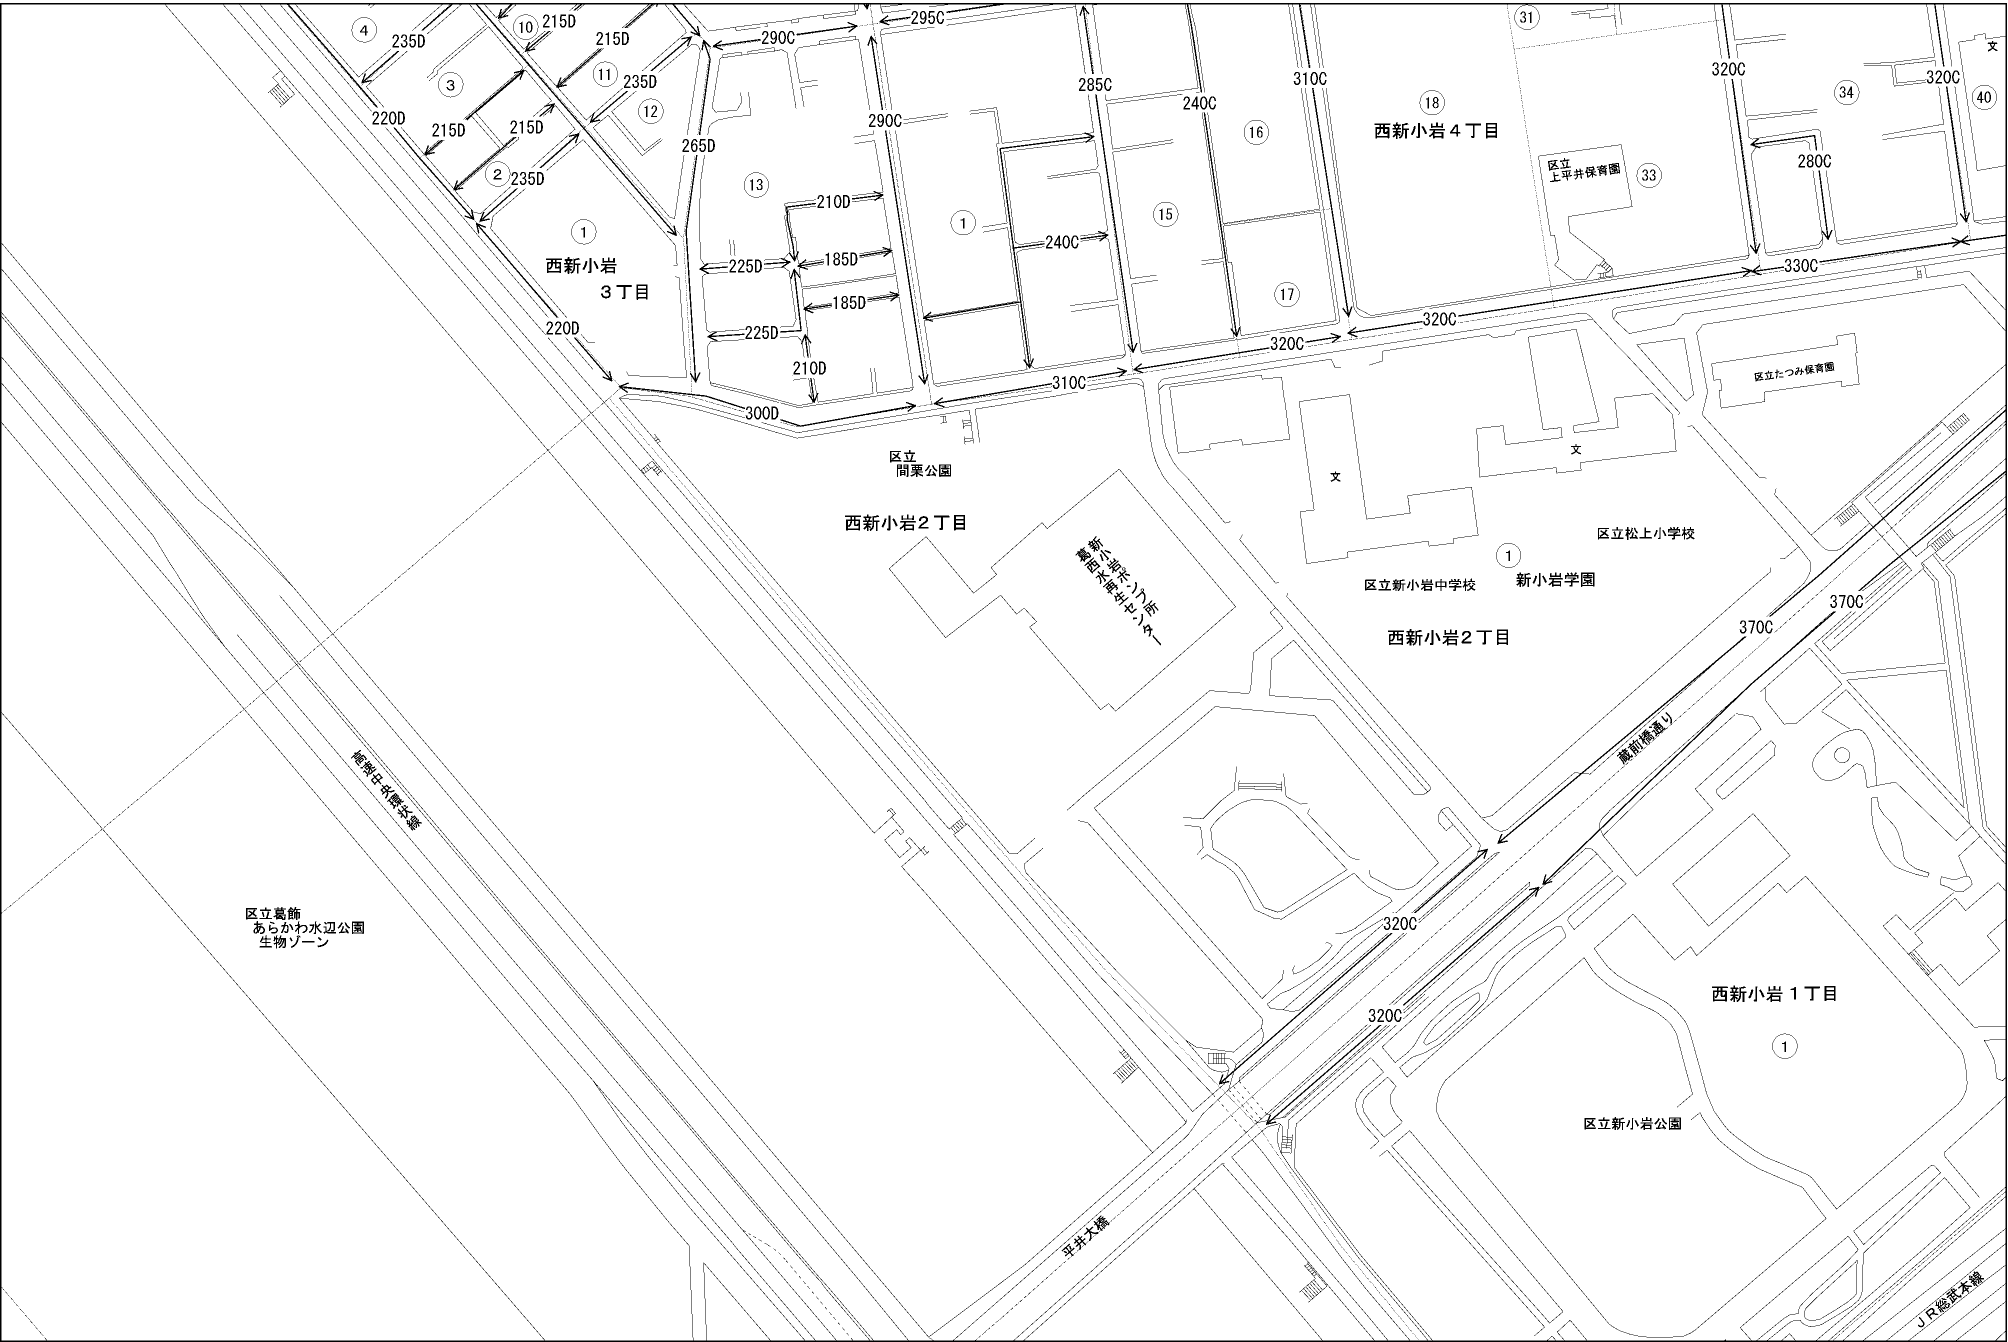 4
235D
10
215D
215D
11
235D
12
3
215D
215D
2
235D
220D
1
西新小岩
3丁目
220D
265D
290C
295C
290C
285C
240C
310C
13
210D
225D
185D
185D
225D
210D
300D
1
240C
15
16
17
310C
320C
320C
18
西新小岩4丁目
31
区立
上平井保育園
33
320C
34
280C
330C
320C
文
40
区立たつみ保育園
区立
間栗公園
西新小岩2丁目
新小岩ポンプ所
葛西水再生センター
文
文
区立松上小学校
1
区立新小岩中学校
新小岩学園
西新小岩2丁目
370C
370C
蔵前橋通り
高速中央環状線
区立葛飾
あらかわ水辺公園
生物ゾーン
320C
320C
西新小岩1丁目
1
区立新小岩公園
平井大橋
JR総武本線